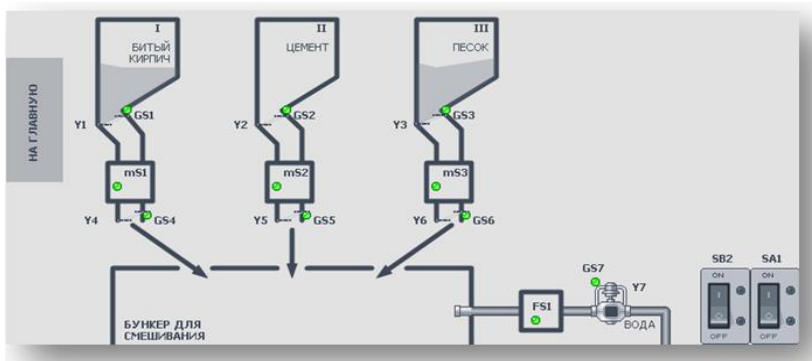 I
II
III
БИТЫЙ
КИРПИЧ
ЦЕМЕНТ
ПЕСОК
НА ГЛАВНУЮ
Y1
GS1
Y2
GS2
Y3
GS3
mS1
mS2
mS3
Y4
GS4
Y5
GS5
Y6
GS6
GS7
Y7
FS1
ВОДА
SB2
SA1
ON
ON
OFF
OFF
БУНКЕР ДЛЯ
СМЕШИВАНИЯ